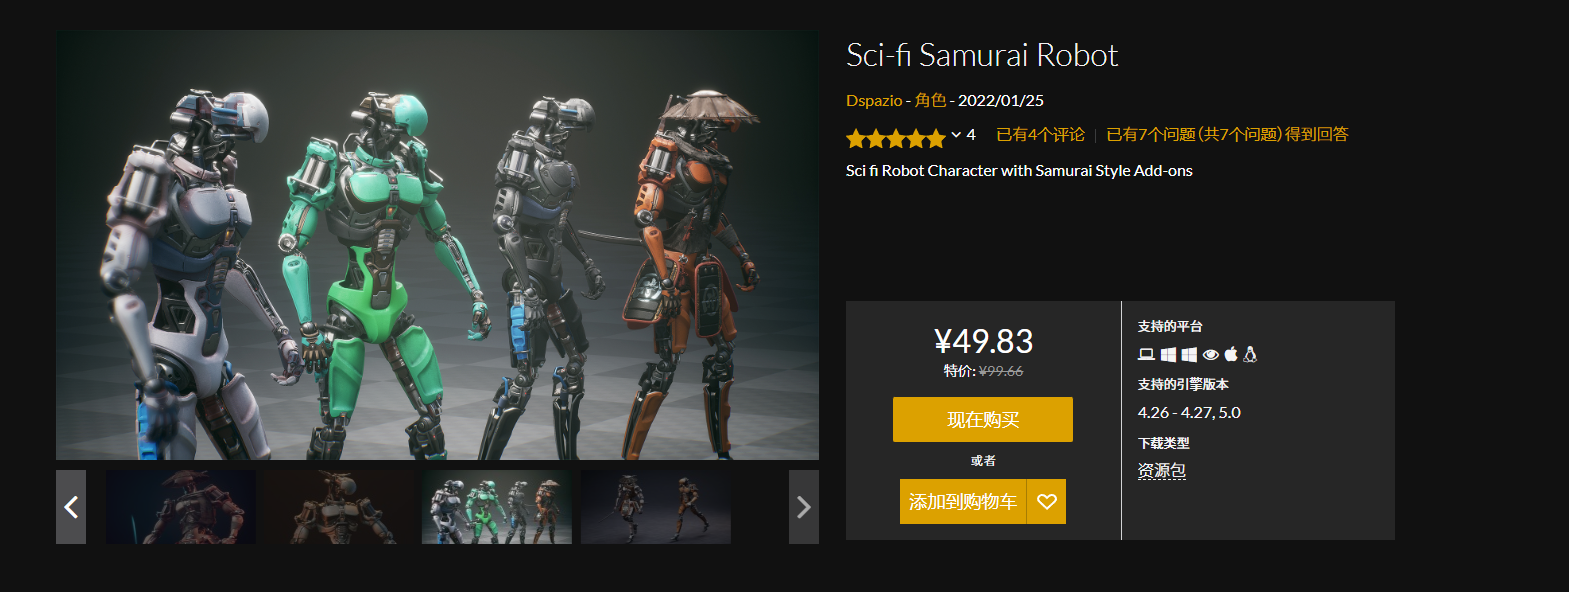 Sci-fi Samurai Robot
Dspazio - 角色 - 2022/01/25
4 已有4个评论 | 已有7个问题 (共7个问题) 得到回答
Sci fi Robot Character with Samurai Style Add-ons
¥49.83
特价: ¥99.66
现在购买
或者
添加到购物车
支持的平台
支持的引擎版本
4.26 - 4.27, 5.0
下载类型
资源包